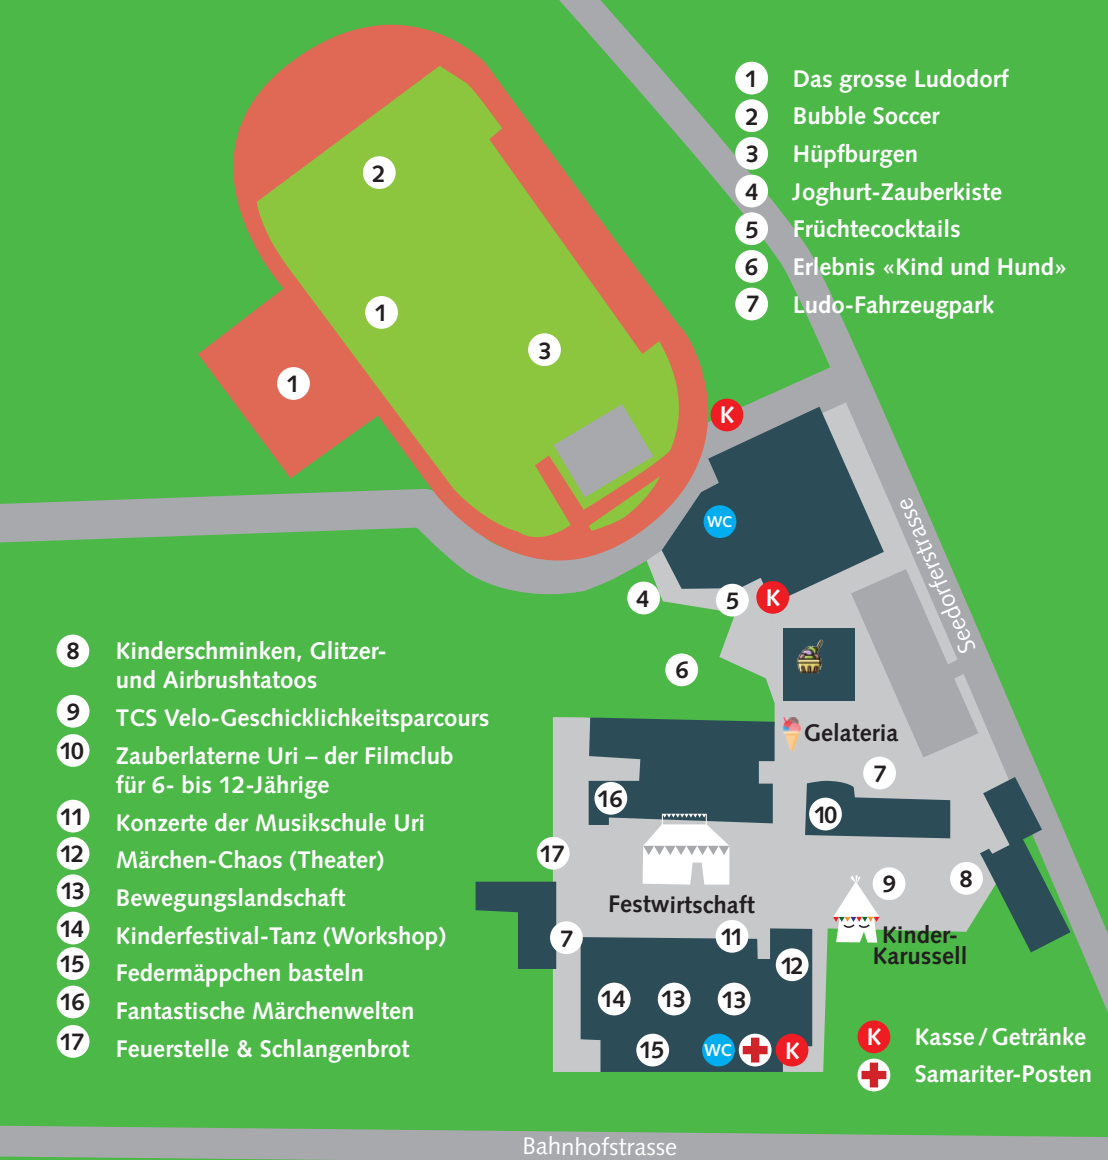 1 Das grosse Ludodorf
2 Bubble Soccer
3 Hüpfburgen
4 Joghurt-Zauberkiste
5 Früchtecocktails
6 Erlebnis «Kind und Hund»
7 Ludo-Fahrzeugpark
2
1
3
1
K
WC
Seedorferstrasse
4
5
K
6
8 Kinderschminken, Glitzer-
und Airbrushtatoos
9 TCS Velo-Geschicklichkeitsparcours
10 Zauberlaterne Uri – der Filmclub
für 6- bis 12-Jährige
11 Konzerte der Musikschule Uri
12 Märchen-Chaos (Theater)
13 Bewegungslandschaft
14 Kinderfestival-Tanz (Workshop)
15 Federmäppchen basteln
16 Fantastische Märchenwelten
17 Feuerstelle & Schlangenbrot
Gelateria
7
16
10
17
9
8
Festwirtschaft
7
11
Kinder-
Karussell
12
14
13
13
15
WC
K
K Kasse / Getränke
Samariter-Posten
Bahnhofstrasse